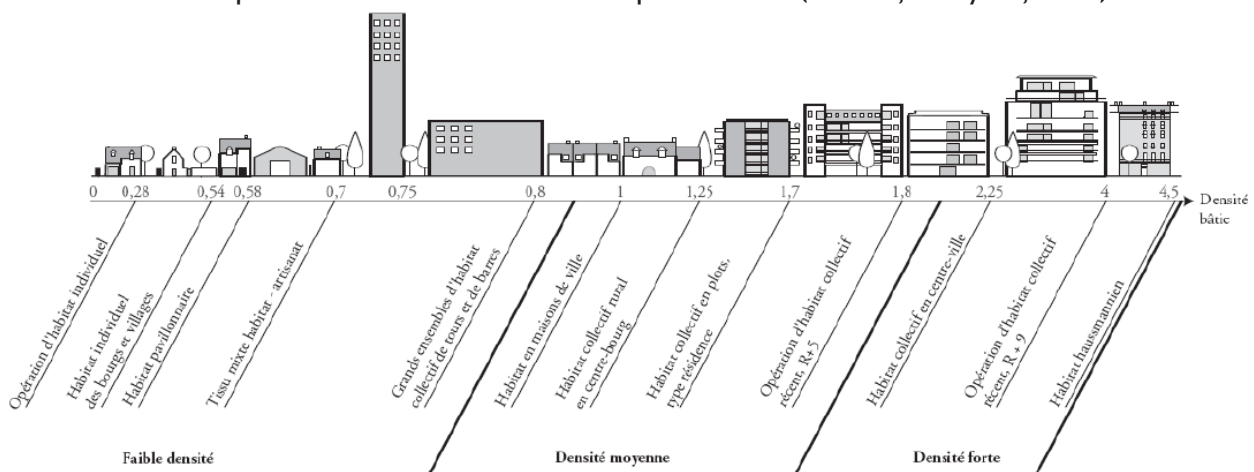 0
0,28
0,54
0,58
0,7
0,75
0,8
1
1,25
1,7
1,8
2,25
4
4,5
Densité
bâtie
Opération d'habitat individuel
Habitat individuel
des bourgs et villages
Habitat pavillonnaire
Tissu mixte habitat - artisanat
Grands ensembles d'habitat
collectif de tours et de barres
Habitat en maisons de ville
Habitat collectif rural
en centre-bourg
Habitat collectif en plots,
type résidence
Opération d'habitat collectif
récent, R+5
Habitat collectif en centre-ville
Opération d'habitat collectif
récent, R + 9
Habitat haussmannien
Faible densité
Densité moyenne
Densité forte